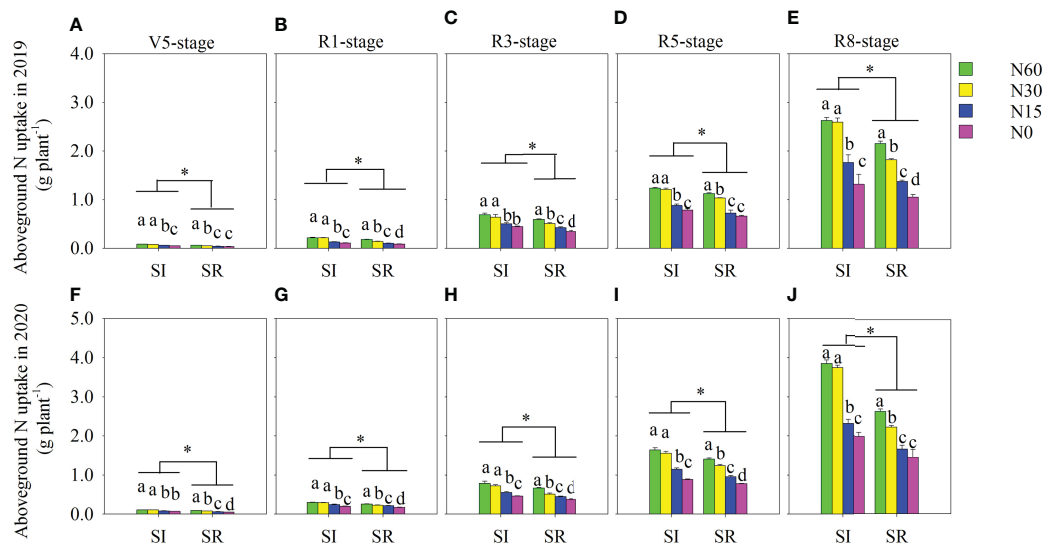 A B C D E
V5-stage R1-stage R3-stage R5-stage R8-stage
Aboveground N uptake in 2019
(g plant⁻¹)
4.0
3.0
2.0
1.0
0.0
*
a a b c a b c c
*
a a b c a b c d
*
a a b b a b c d
*
a a b c a b c c
*
a a b c a b c d
SI SR SI SR SI SR SI SR SI SR
N60
N30
N15
N0
F G H I J
Aboveground N uptake in 2020
(g plant⁻¹)
5.0
4.0
3.0
2.0
1.0
0.0
*
a a b b a b c d
*
a a b c a b c d
*
a a b c a b c d
*
a a b c a b c d
*
a a b c a b c c
SI SR SI SR SI SR SI SR SI SR